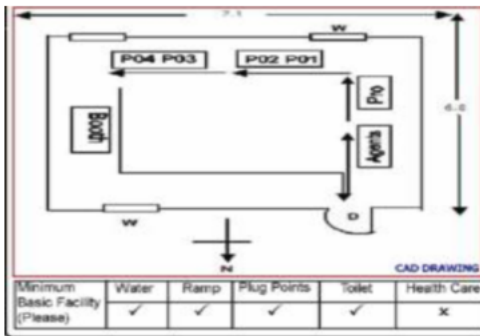 7.1
W
P04 P03
P02 P01
Pro
6.8
Booth
Agents
W
D
N
CAD DRAWING
Minimum Basic Facility (Please)
Water
Ramp
Plug Points
Toilet
Health Care
✓
✓
✓
✓
x